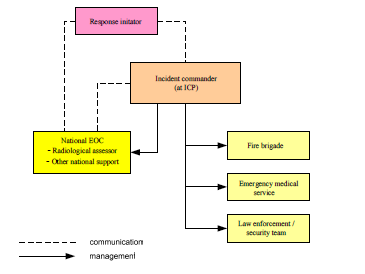 Response initator
Incident commander
(at ICP)
National EOC
- Radiological assessor
- Other national support
Fire brigade
Emergency medical
service
Law enforcement /
security team
communication
management